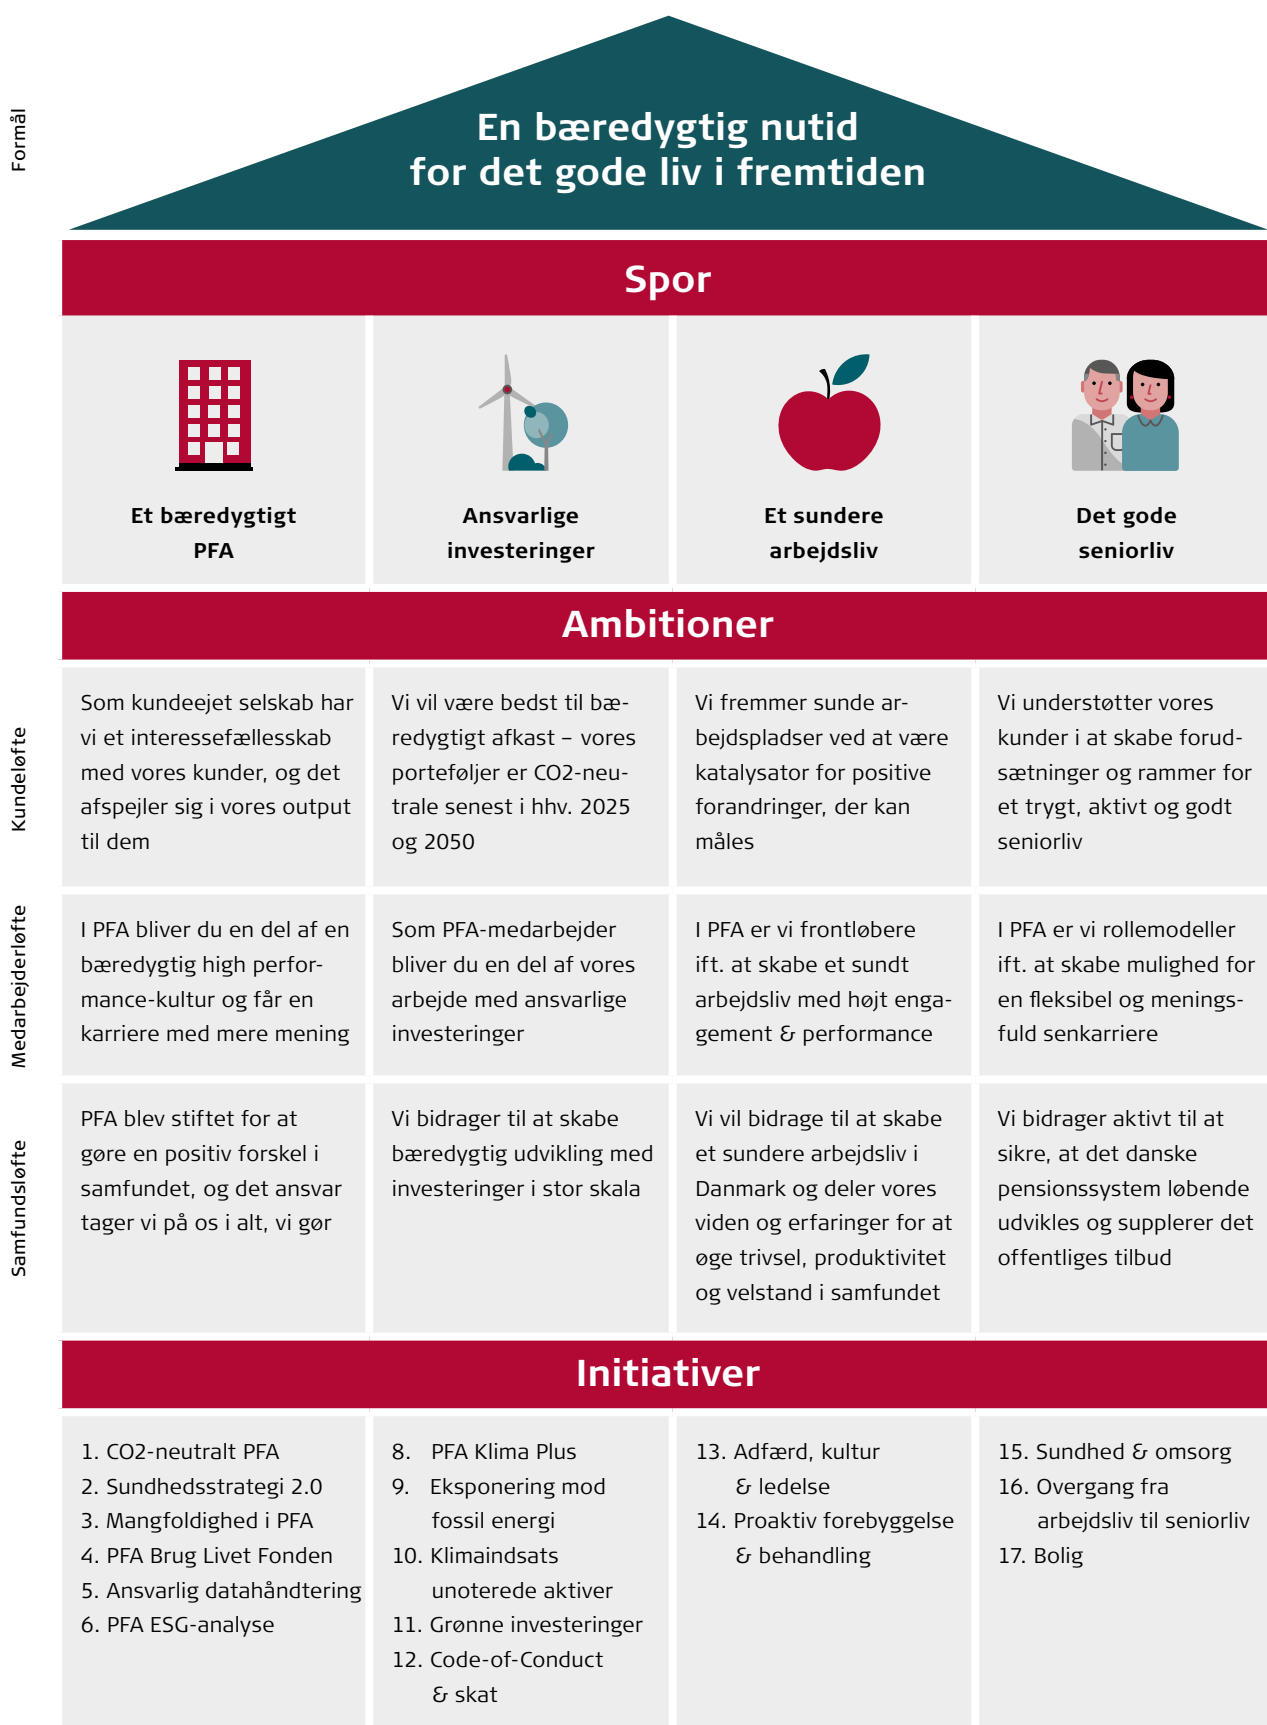 Formål
En bæredygtig nutid
for det gode liv i fremtiden
Spor
Et bæredygtigt
PFA
Ansvarlige
investeringer
Et sundere
arbejdsliv
Det gode
seniorliv
Ambitioner
Kundeløfte
Som kundeejet selskab har
vi et interessefællesskab
med vores kunder, og det
afspejler sig i vores output
til dem
Vi vil være bedst til bæ-
redygtigt afkast – vores
porteføljer er CO2-neu-
trale senest i hhv. 2025
og 2050
Vi fremmer sunde ar-
bejdspladser ved at være
katalysator for positive
forandringer, der kan
måles
Vi understøtter vores
kunder i at skabe forud-
sætninger og rammer for
et trygt, aktivt og godt
seniorliv
Medarbejderløfte
I PFA bliver du en del af en
bæredygtig high perfor-
mance-kultur og får en
karriere med mere mening
Som PFA-medarbejder
bliver du en del af vores
arbejde med ansvarlige
investeringer
I PFA er vi frontløbere
ift. at skabe et sundt
arbejdsliv med højt enga-
gement & performance
I PFA er vi rollemodeller
ift. at skabe mulighed for
en fleksibel og menings-
fuld senkarriere
Samfundsløfte
PFA blev stiftet for at
gøre en positiv forskel i
samfundet, og det ansvar
tager vi på os i alt, vi gør
Vi bidrager til at skabe
bæredygtig udvikling med
investeringer i stor skala
Vi vil bidrage til at skabe
et sundere arbejdsliv i
Danmark og deler vores
viden og erfaringer for at
øge trivsel, produktivitet
og velstand i samfundet
Vi bidrager aktivt til at
sikre, at det danske
pensionssystem løbende
udvikles og supplerer det
offentliges tilbud
Initiativer
1. CO2-neutralt PFA
2. Sundhedsstrategi 2.0
3. Mangfoldighed i PFA
4. PFA Brug Livet Fonden
5. Ansvarlig datahåndtering
6. PFA ESG-analyse
8. PFA Klima Plus
9. Eksponering mod
fossil energi
10. Klimaindsats
unoterede aktiver
11. Grønne investeringer
12. Code-of-Conduct
& skat
13. Adfærd, kultur
& ledelse
14. Proaktiv forebyggelse
& behandling
15. Sundhed & omsorg
16. Overgang fra
arbejdsliv til seniorliv
17. Bolig